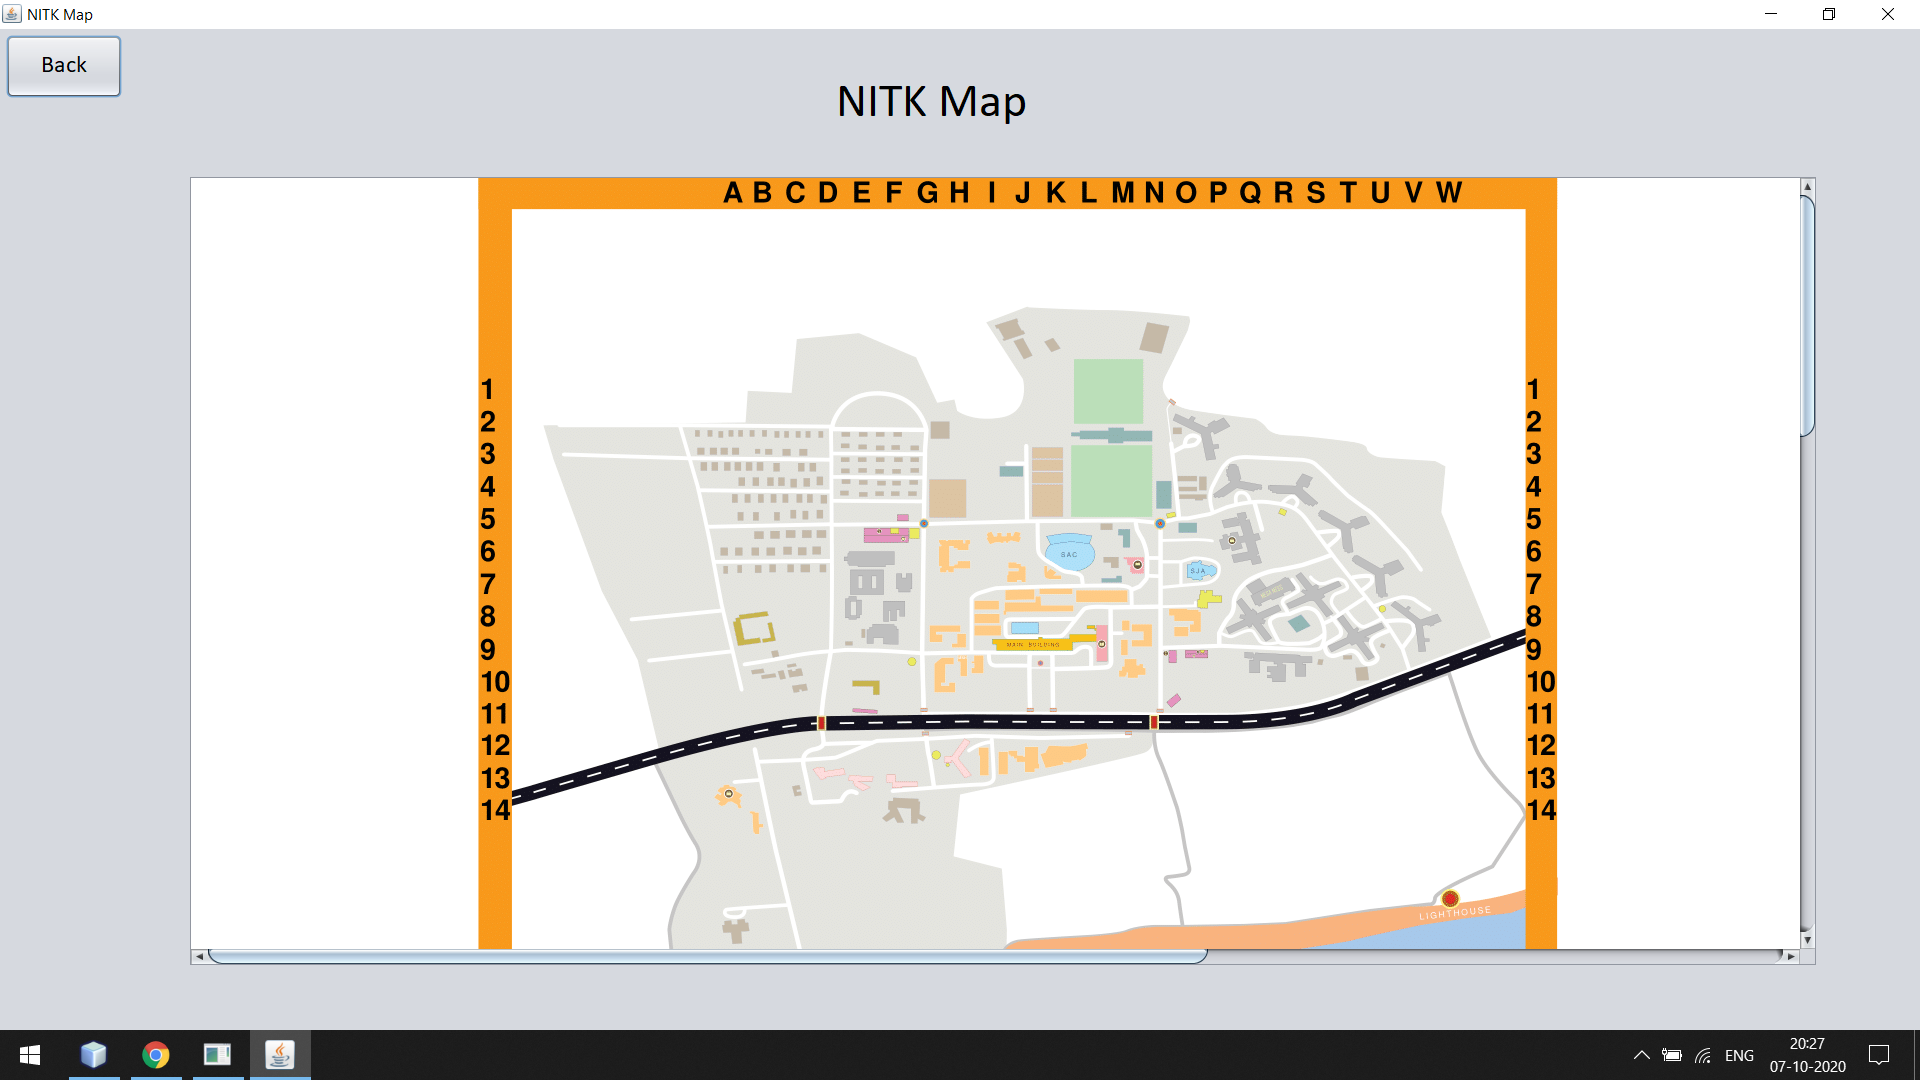 NITK Map
Back
NITK Map
A B C D E F G H I J K L M N O P Q R S T U V W
1 1
2 2
3 3
4 4
5 5
6 6
7 7
8 8
9 9
10 10
11 11
12 12
13 13
14 14
SAC
SJA
MAIN BUILDING
LIGHTHOUSE
ENG
20:27
07-10-2020